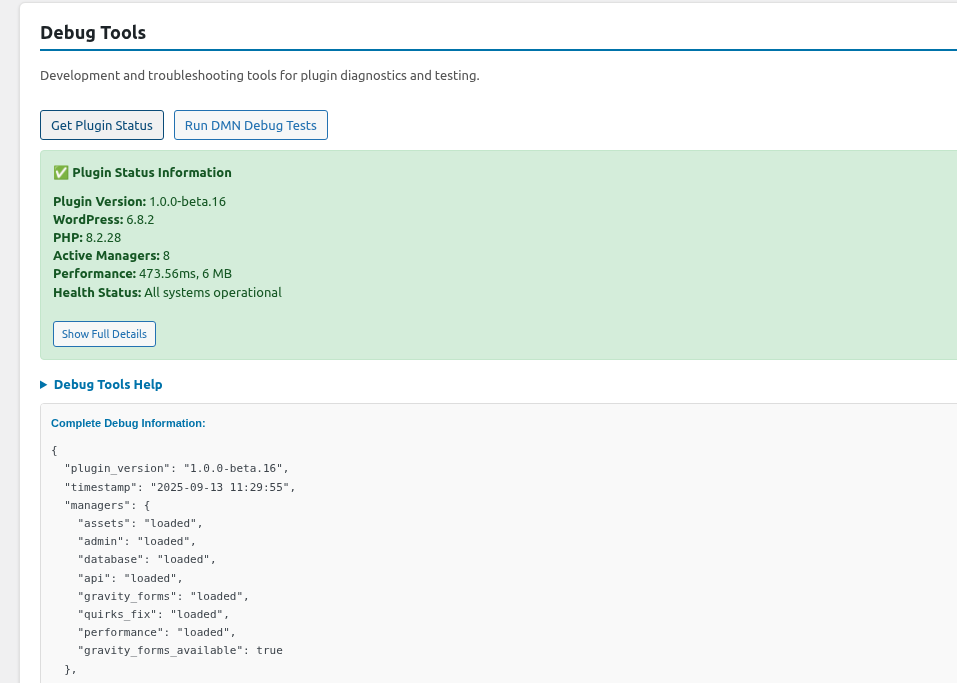 Debug Tools
Development and troubleshooting tools for plugin diagnostics and testing.
Get Plugin Status
Run DMN Debug Tests
✅ Plugin Status Information
Plugin Version: 1.0.0-beta.16
WordPress: 6.8.2
PHP: 8.2.28
Active Managers: 8
Performance: 473.56ms, 6 MB
Health Status: All systems operational
Show Full Details
Debug Tools Help
Complete Debug Information:
{
  "plugin_version": "1.0.0-beta.16",
  "timestamp": "2025-09-13 11:29:55",
  "managers": {
    "assets": "loaded",
    "admin": "loaded",
    "database": "loaded",
    "api": "loaded",
    "gravity_forms": "loaded",
    "quirks_fix": "loaded",
    "performance": "loaded",
    "gravity_forms_available": true
  },